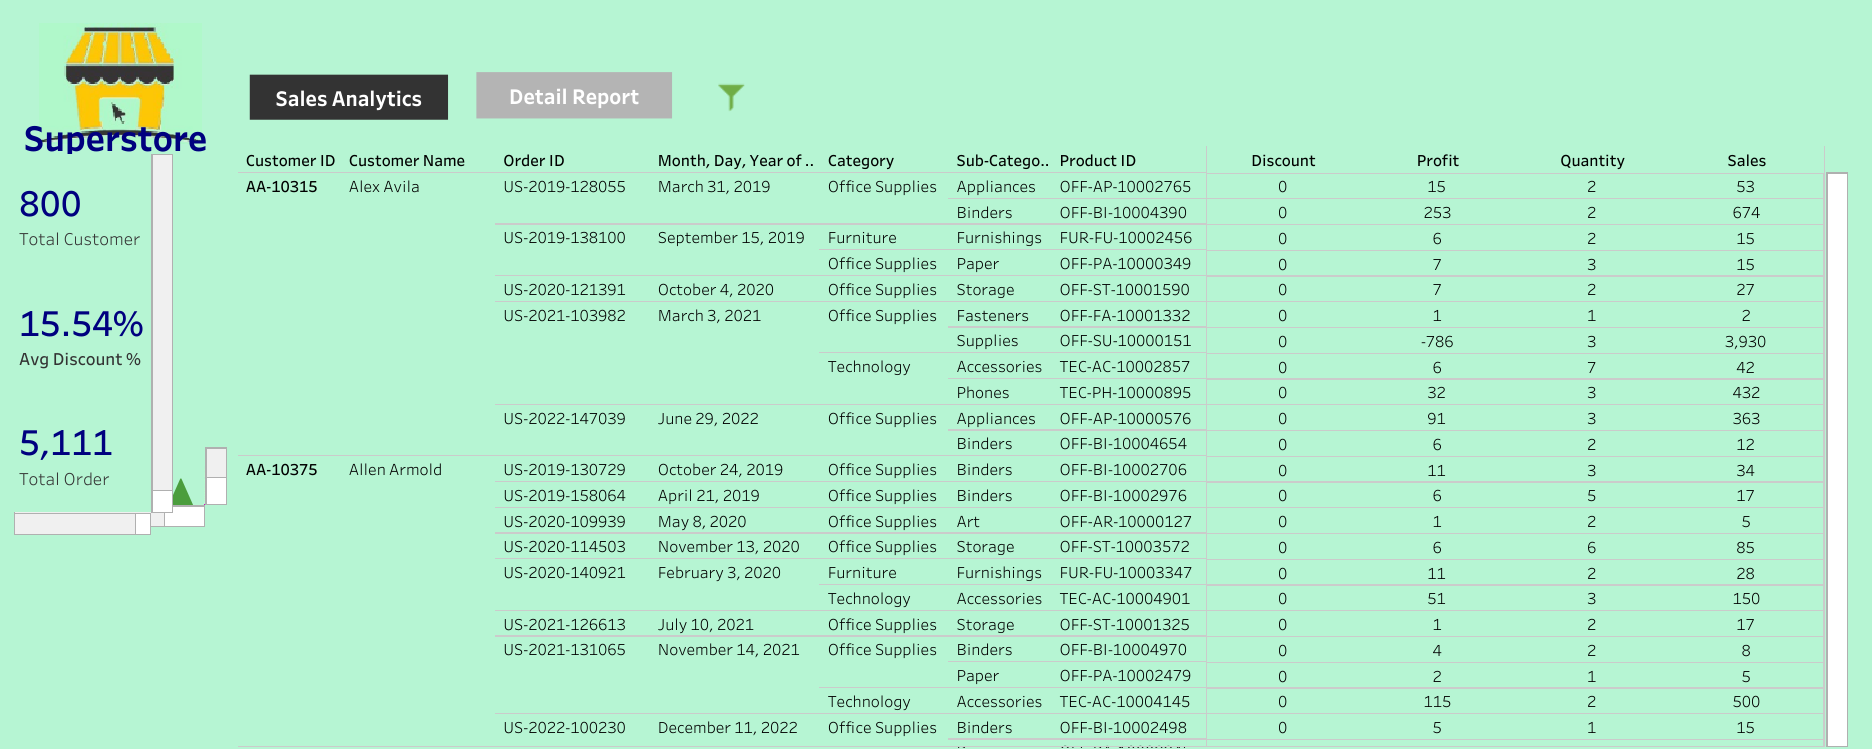 Superstore
800
Total Customer
15.54%
Avg Discount %
5,111
Total Order
Sales Analytics
Detail Report
Customer ID Customer Name Order ID Month, Day, Year of .. Category Sub-Catego.. Product ID Discount Profit Quantity Sales
AA-10315 Alex Avila US-2019-128055 March 31, 2019 Office Supplies Appliances OFF-AP-10002765 0 15 2 53
Binders OFF-BI-10004390 0 253 2 674
US-2019-138100 September 15, 2019 Furniture Furnishings FUR-FU-10002456 0 6 2 15
Office Supplies Paper OFF-PA-10000349 0 7 3 15
US-2020-121391 October 4, 2020 Office Supplies Storage OFF-ST-10001590 0 7 2 27
US-2021-103982 March 3, 2021 Office Supplies Fasteners OFF-FA-10001332 0 1 1 2
Supplies OFF-SU-10000151 0 -786 3 3,930
Technology Accessories TEC-AC-10002857 0 6 7 42
Phones TEC-PH-10000895 0 32 3 432
US-2022-147039 June 29, 2022 Office Supplies Appliances OFF-AP-10000576 0 91 3 363
Binders OFF-BI-10004654 0 6 2 12
AA-10375 Allen Armold US-2019-130729 October 24, 2019 Office Supplies Binders OFF-BI-10002706 0 11 3 34
US-2019-158064 April 21, 2019 Office Supplies Binders OFF-BI-10002976 0 6 5 17
US-2020-109939 May 8, 2020 Office Supplies Art OFF-AR-10000127 0 1 2 5
US-2020-114503 November 13, 2020 Office Supplies Storage OFF-ST-10003572 0 6 6 85
US-2020-140921 February 3, 2020 Furniture Furnishings FUR-FU-10003347 0 11 2 28
Technology Accessories TEC-AC-10004901 0 51 3 150
US-2021-126613 July 10, 2021 Office Supplies Storage OFF-ST-10001325 0 1 2 17
US-2021-131065 November 14, 2021 Office Supplies Binders OFF-BI-10004970 0 4 2 8
Paper OFF-PA-10002479 0 2 1 5
Technology Accessories TEC-AC-10004145 0 115 2 500
US-2022-100230 December 11, 2022 Office Supplies Binders OFF-BI-10002498 0 5 1 15